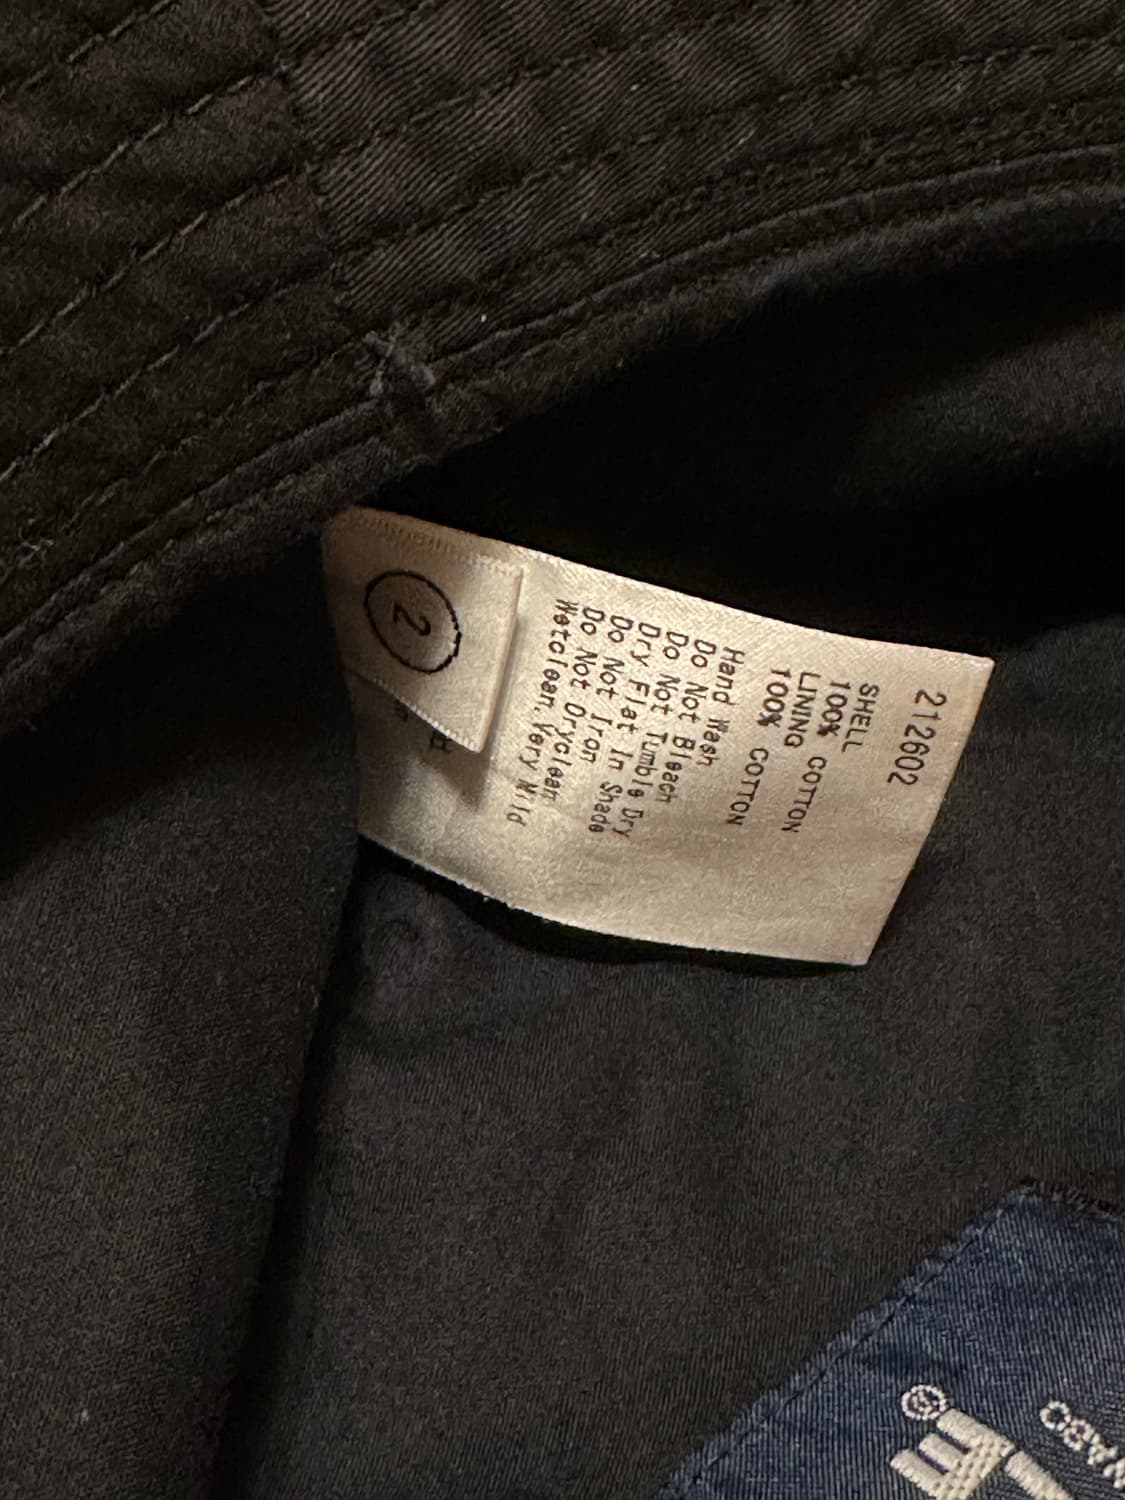 212602
SHELL
100% COTTON
LINING
100% COTTON
Hand Wash
Do Not Bleach
Do Not Tumble Dry
Dry Flat In Shade
Do Not Iron
Do Not Dryclean
Wetclean, Very Mild
2